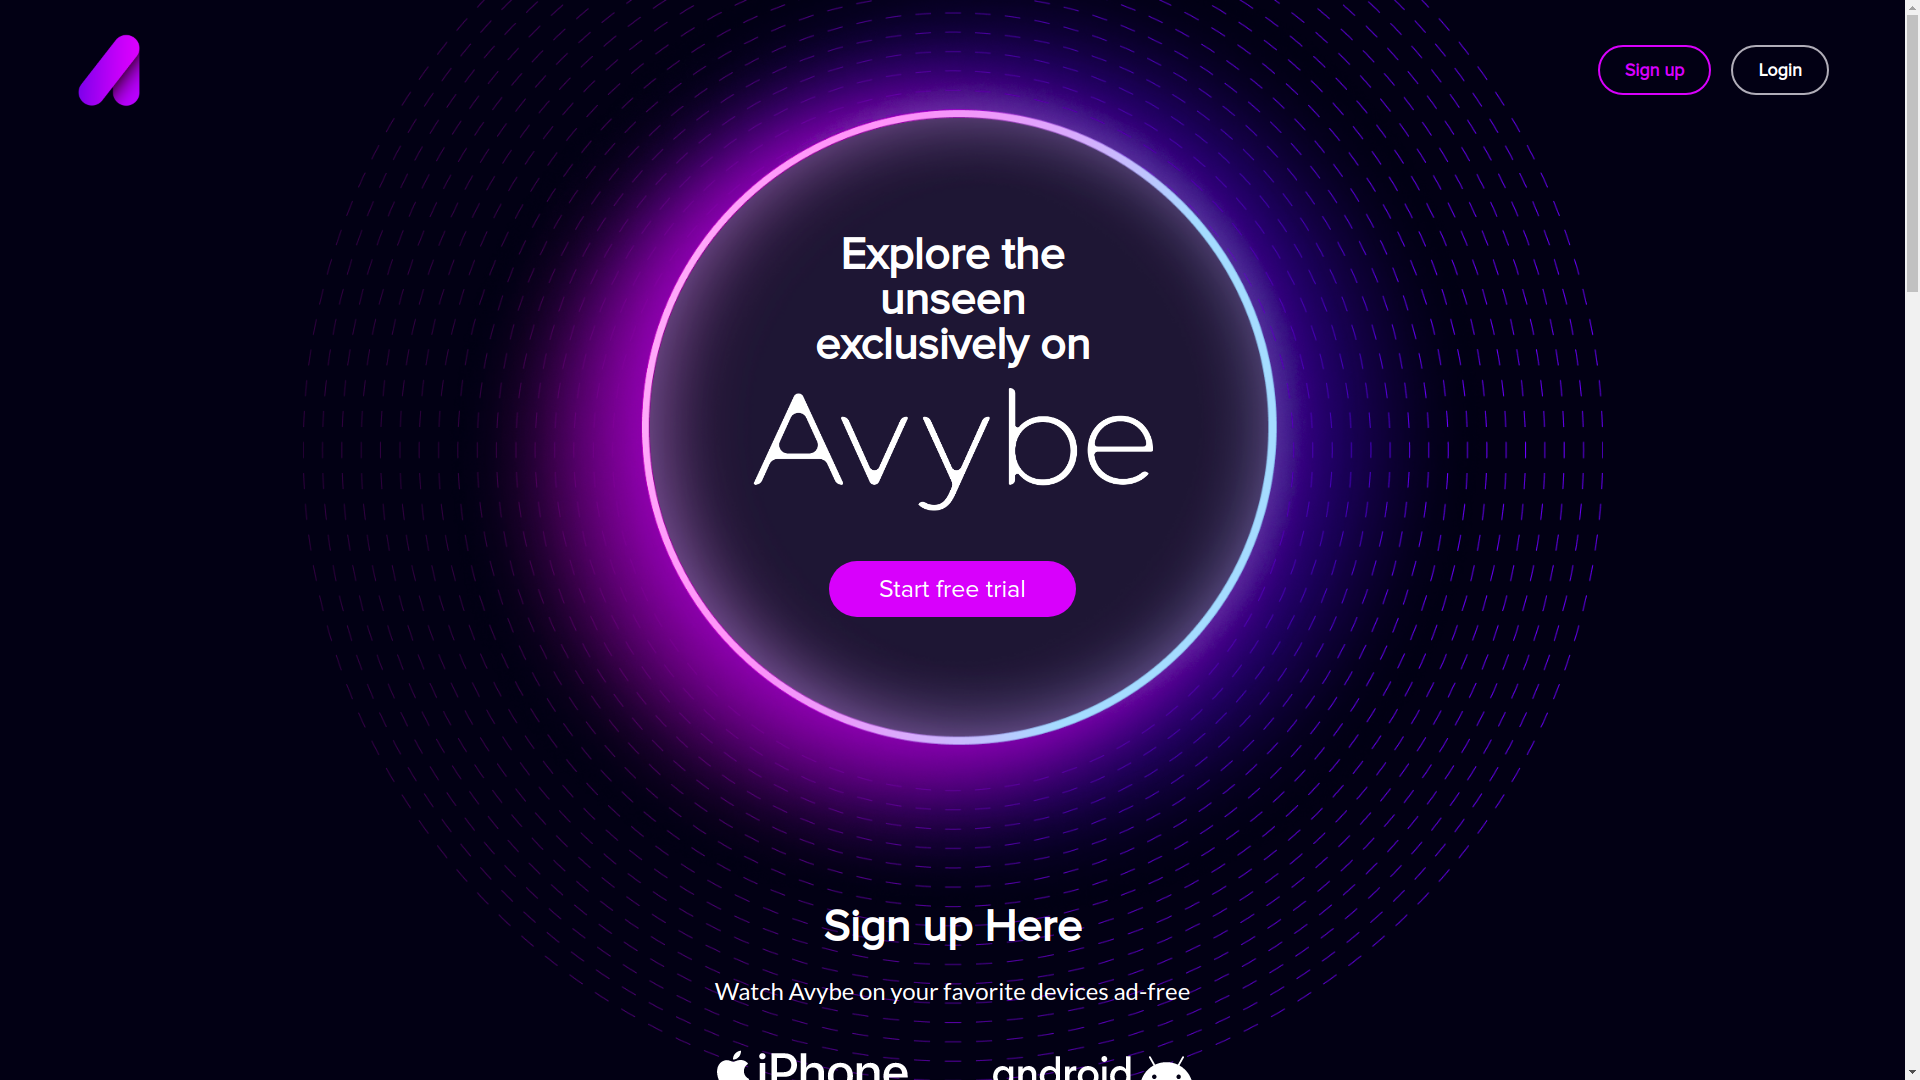 Sign up
Login
Explore the
unseen
exclusively on
Avybe
Start free trial
Sign up Here
Watch Avybe on your favorite devices ad-free
iPhone
android